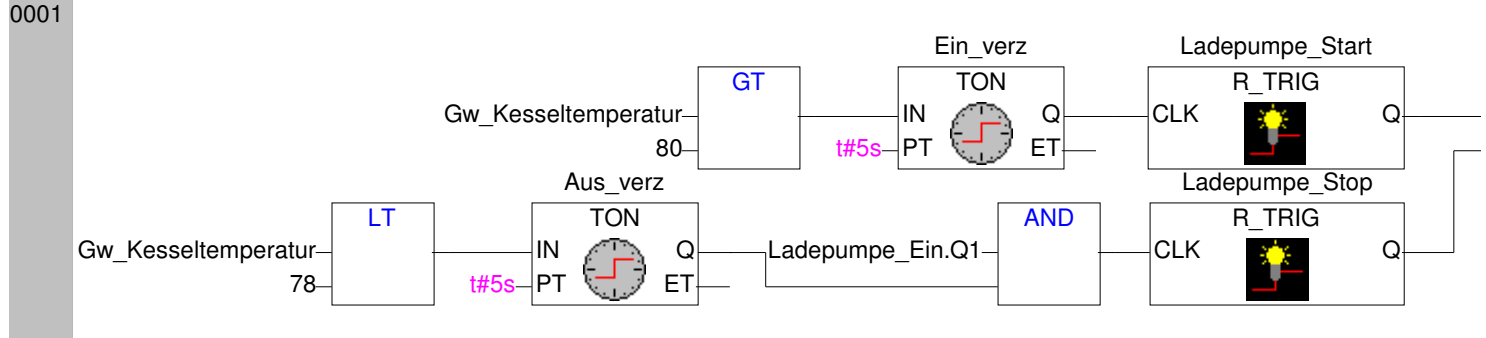 0001
Ein_verz
Ladepumpe_Start
GT
TON
R_TRIG
Gw_Kesseltemperatur
IN
Q
CLK
Q
80
t#5s
PT
ET
Aus_verz
Ladepumpe_Stop
LT
TON
AND
R_TRIG
Gw_Kesseltemperatur
IN
Q
Ladepumpe_Ein.Q1
CLK
Q
78
t#5s
PT
ET